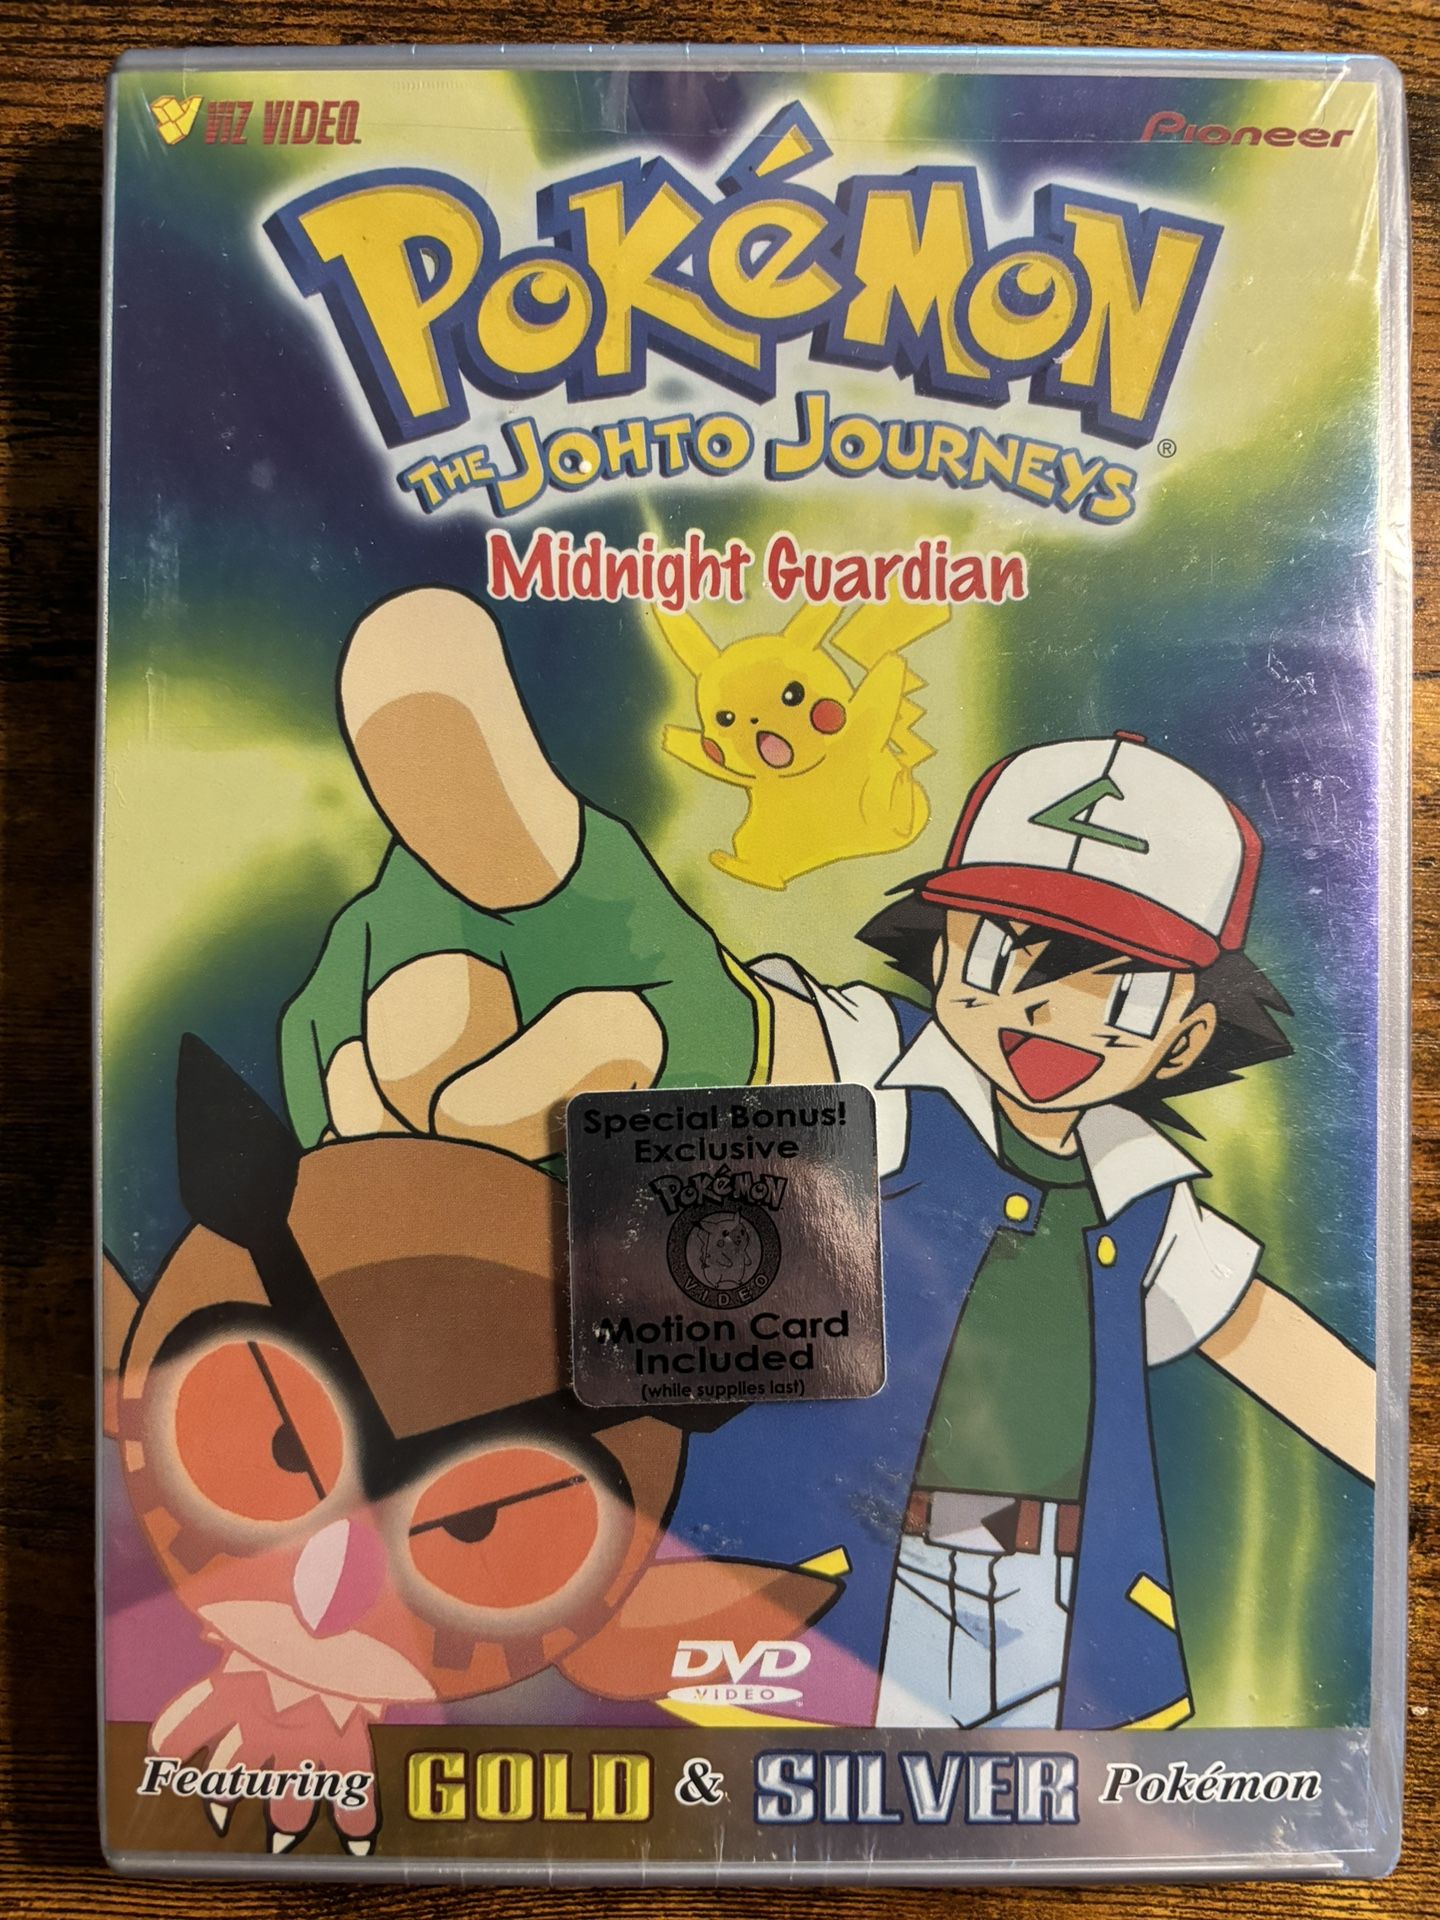 VIZ VIDEO
Pioneer
POKéMON
THE JOHTO JOURNEYS ®
Midnight Guardian
Special Bonus!
Exclusive
POKéMON
VIDEO
Motion Card
Included
(while supplies last)
DVD
VIDEO
Featuring GOLD & SILVER Pokémon